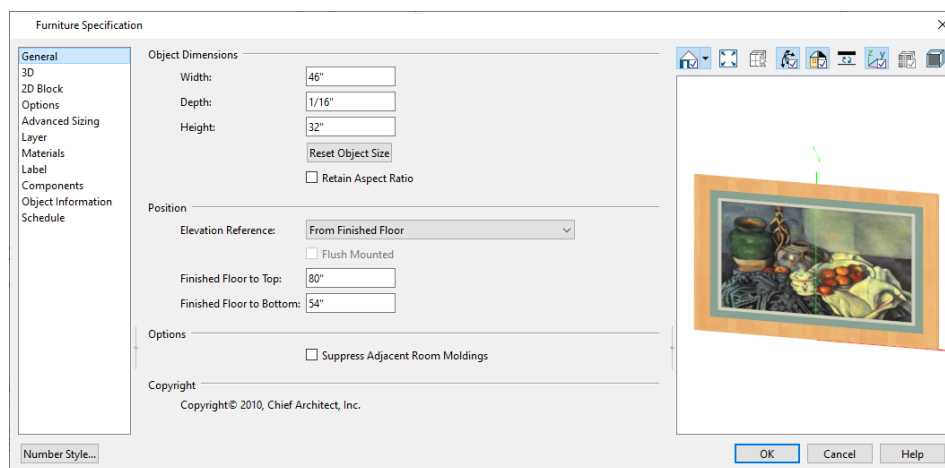 Furniture Specification
General
3D
2D Block
Options
Advanced Sizing
Layer
Materials
Label
Components
Object Information
Schedule
Object Dimensions
Width: 46"
Depth: 1/16"
Height: 32"
Reset Object Size
Retain Aspect Ratio
Position
Elevation Reference: From Finished Floor
Flush Mounted
Finished Floor to Top: 80"
Finished Floor to Bottom: 54"
Options
Suppress Adjacent Room Moldings
Copyright
Copyright© 2010, Chief Architect, Inc.
Number Style...
OK
Cancel
Help